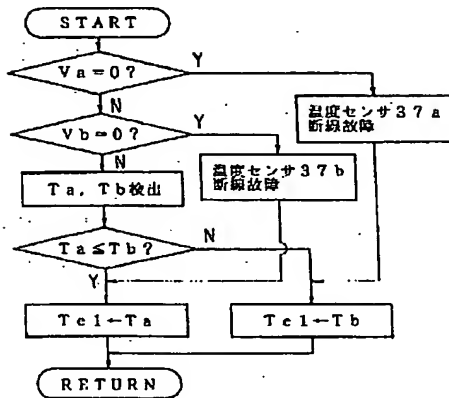 START
Va=0?
Y
N
温度センサ37a
断線故障
Vb=0?
Y
N
温度センサ37b
断線故障
Ta, Tb検出
Ta≦Tb?
N
Y
Tc1←Ta
Tc1←Tb
RETURN